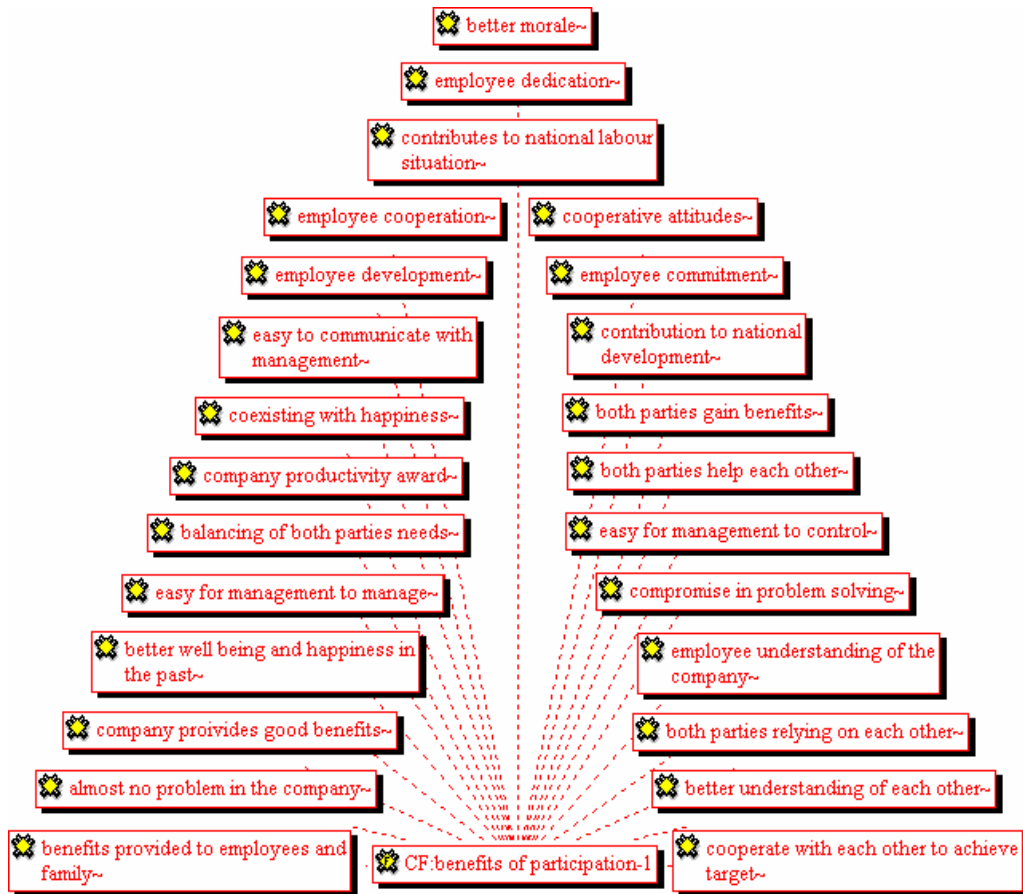 better morale~
employee dedication~
contributes to national labour
situation~
employee cooperation~
cooperative attitudes~
employee development~
employee commitment~
easy to communicate with
management~
contribution to national
development~
coexisting with happiness~
both parties gain benefits~
company productivity award~
both parties help each other~
balancing of both parties needs~
easy for management to control~
easy for management to manage~
compromise in problem solving~
better well being and happiness in
the past~
employee understanding of the
company~
company proivides good benefits~
both parties relying on each other~
almost no problem in the company~
better understanding of each other~
benefits provided to employees and
family~
CF:benefits of participation-1
cooperate with each other to achieve
target~